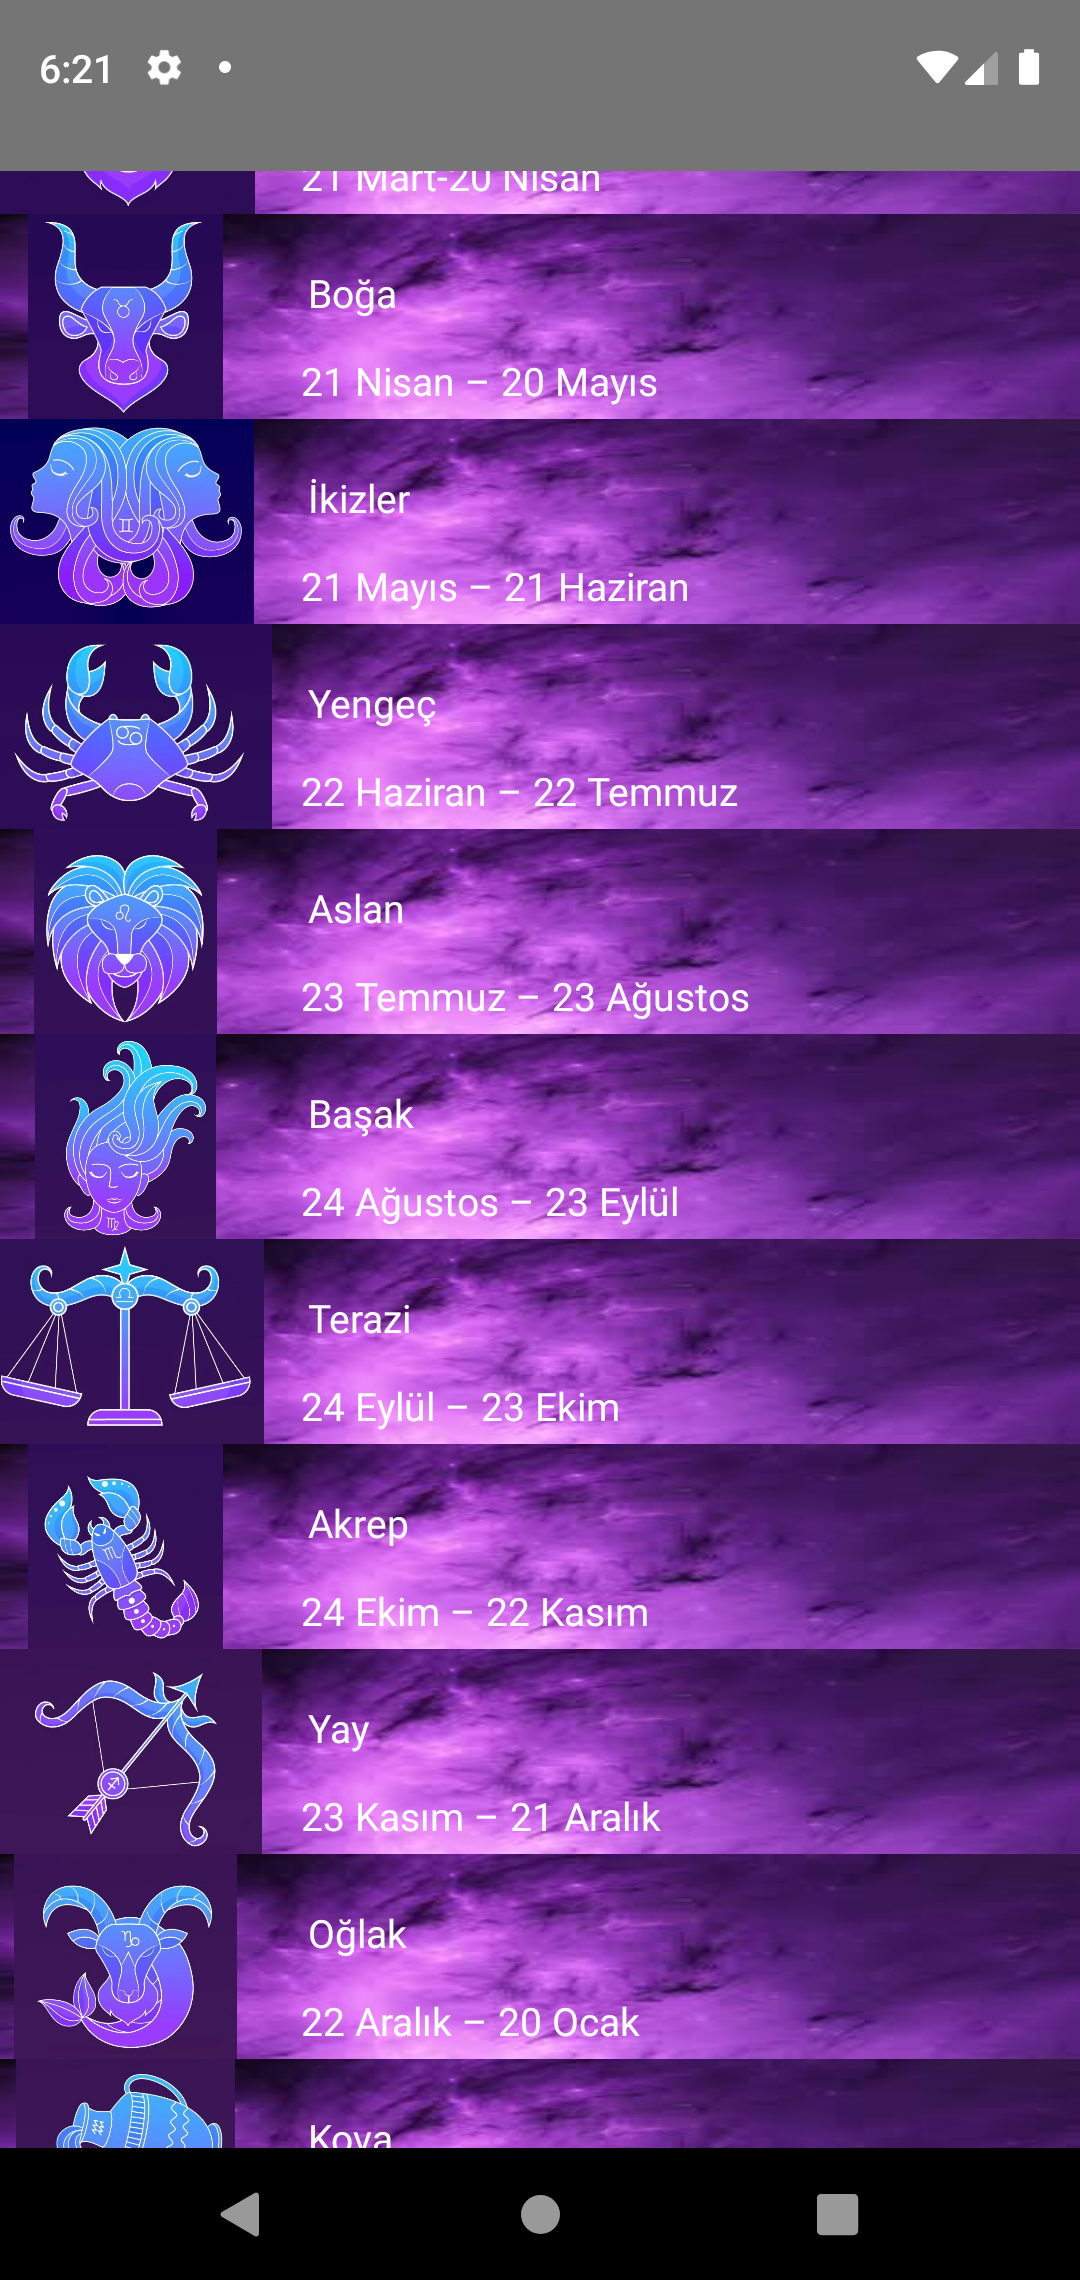 6:21
21 Mart-20 Nisan
Boğa
21 Nisan – 20 Mayıs
İkizler
21 Mayıs – 21 Haziran
Yengeç
22 Haziran – 22 Temmuz
Aslan
23 Temmuz – 23 Ağustos
Başak
24 Ağustos – 23 Eylül
Terazi
24 Eylül – 23 Ekim
Akrep
24 Ekim – 22 Kasım
Yay
23 Kasım – 21 Aralık
Oğlak
22 Aralık – 20 Ocak
Kova